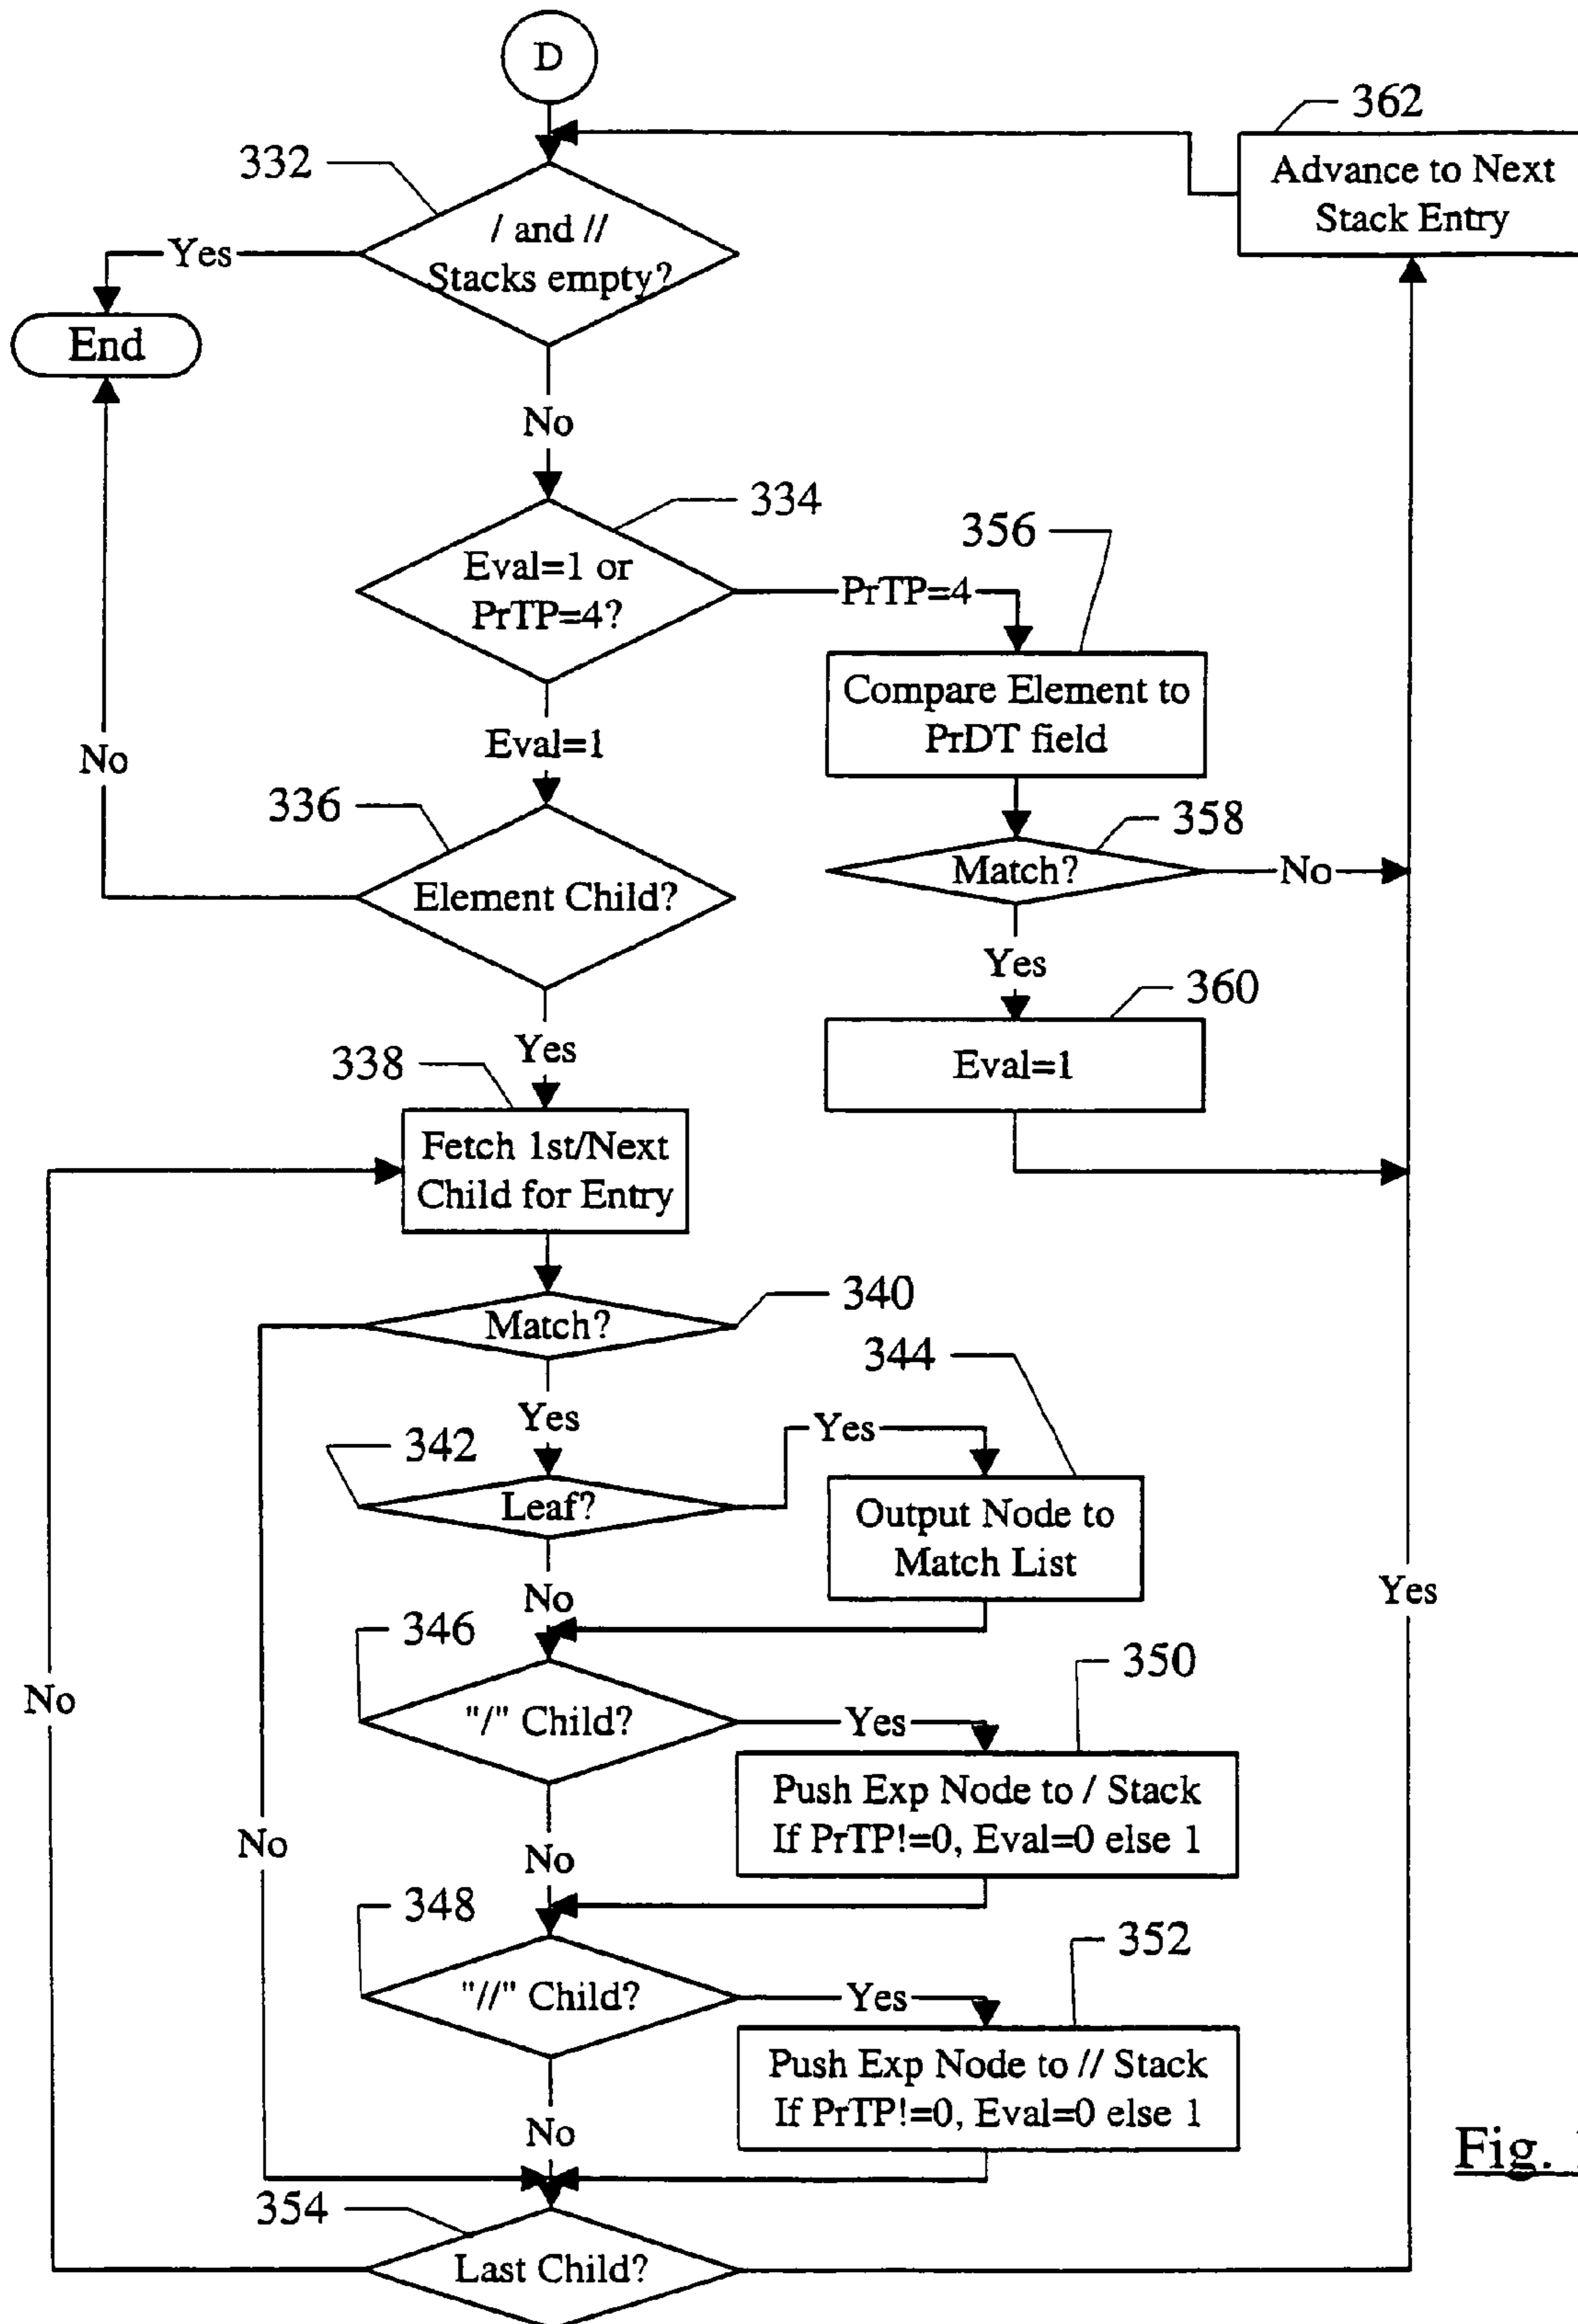 D
362
Advance to Next
Stack Entry
332
/ and //
Stacks empty?
Yes
End
No
334
Eval=1 or
PrTP=4?
PrTP=4
356
Compare Element to
PrDT field
Eval=1
No
336
Element Child?
358
Match?
No
Yes
360
Eval=1
Yes
338
Fetch 1st/Next
Child for Entry
340
Match?
344
Yes
342
Leaf?
Yes
Output Node to
Match List
No
Yes
346
"/" Child?
Yes
350
Push Exp Node to / Stack
If PrTP!=0, Eval=0 else 1
No
No
No
348
"//" Child?
Yes
352
Push Exp Node to // Stack
If PrTP!=0, Eval=0 else 1
No
354
Last Child?
Fig.